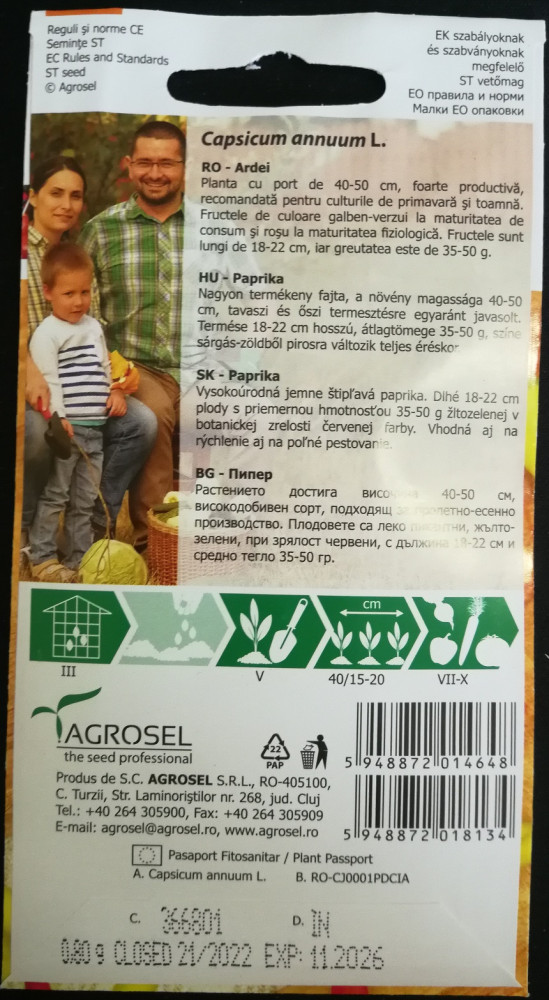 Reguli și norme CE
Semințe ST
EC Rules and Standards
ST seed
© Agrosel
EK szabályoknak
és szabványoknak
megfelelő
ST vetőmag
ЕО правила и норми
Малки ЕО опаковки
Capsicum annuum L.
RO - Ardei
Planta cu port de 40-50 cm, foarte productivă,
recomandată pentru culturile de primavară și toamnă.
Fructele de culoare galben-verzui la maturitatea de
consum și roșu la maturitatea fiziologică. Fructele sunt
lungi de 18-22 cm, iar greutatea este de 35-50 g.
HU - Paprika
Nagyon termékeny fajta, a növény magassága 40-50
cm, tavaszi és őszi termesztésre egyaránt javasolt.
Termése 18-22 cm hosszú, átlagtömege 35-50 g, színe
sárgás-zöldből pirosra változik teljes éréskor
SK - Paprika
Vysokoúrodná jemne štipľavá paprika. Dlhé 18-22 cm
plody s priemernou hmotnosťou 35-50 g žltozelenej v
botanickej zrelosti červenej farby. Vhodná aj na
rýchlenie aj na poľné pestovanie.
BG - Пипер
Растението достига височина 40-50 см,
високодобивен сорт, подходящ за пролетно-есенно
производство. Плодовете са леко пикантни, жълто-
зелени, при зрялост червени, с дължина 18-22 см и
средно тегло 35-50 гр.
cm
III
V
40/15-20
VII-X
AGROSEL
the seed professional
22
PAP
5 948872 014648
Produs de S.C. AGROSEL S.R.L., RO-405100,
C. Turzii, Str. Laminoriștilor nr. 268, jud. Cluj
Tel.: +40 264 305900, Fax: +40 264 305909
E-mail: agrosel@agrosel.ro, www.agrosel.ro
5 948872 018134
Pasaport Fitosanitar / Plant Passport
A. Capsicum annuum L. B. RO-CJ0001PDCIA
C. 366801 D. IN
0,80 g CLOSED 21/2022 EXP: 11.2026